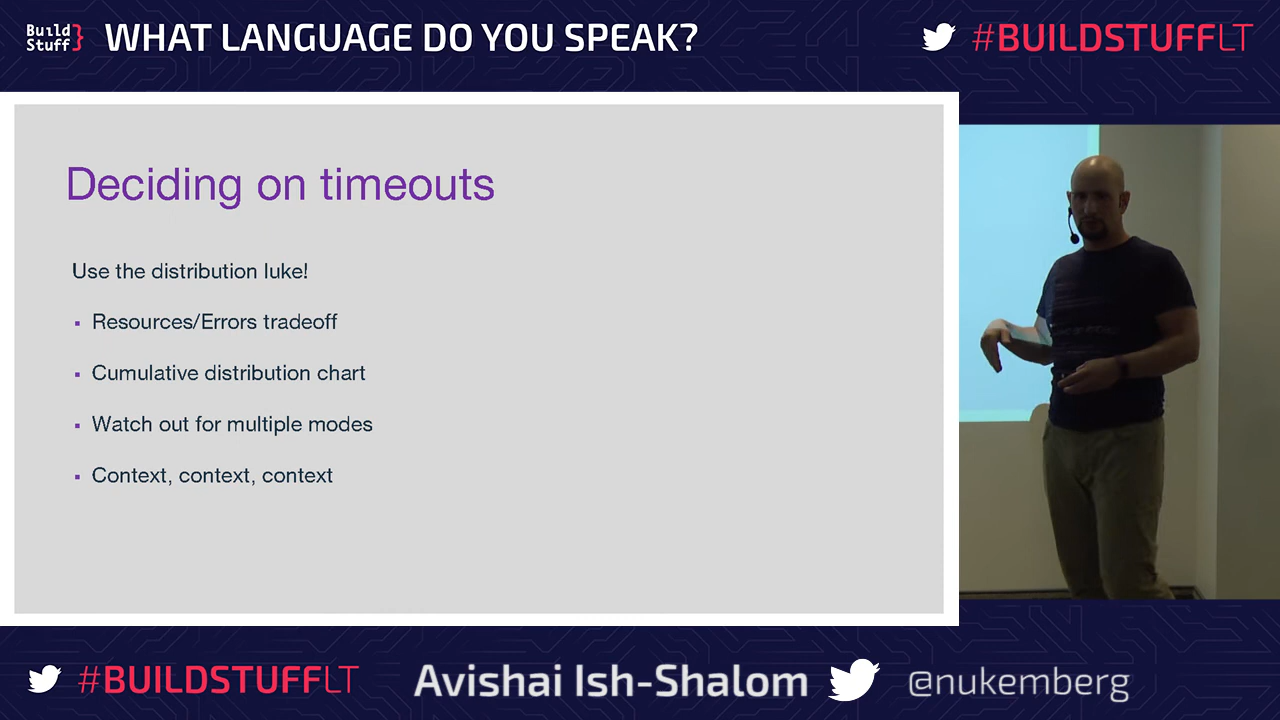 Build
Stuff}
WHAT LANGUAGE DO YOU SPEAK?
#BUILDSTUFFLT
Deciding on timeouts
Use the distribution luke!
▪ Resources/Errors tradeoff
▪ Cumulative distribution chart
▪ Watch out for multiple modes
▪ Context, context, context
#BUILDSTUFFLT
Avishai Ish-Shalom
@nukemberg